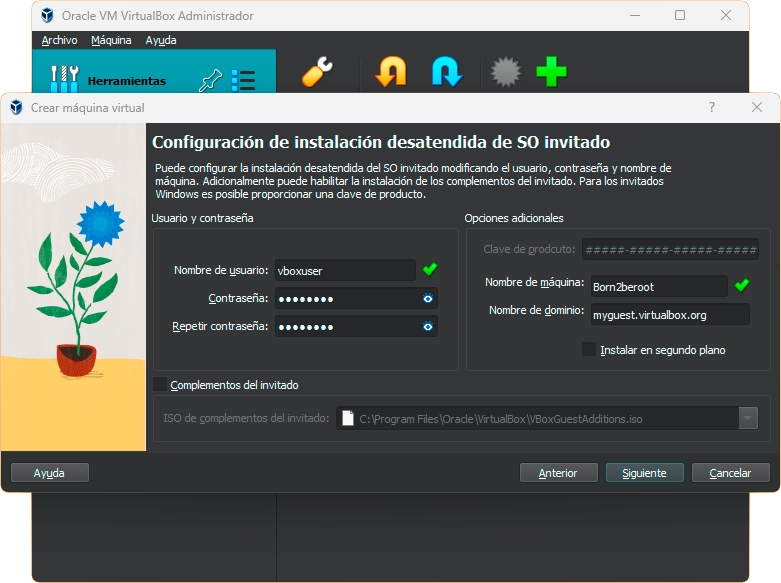 Oracle VM VirtualBox Administrador
Archivo Máquina Ayuda
Herramientas
Crear máquina virtual ?
Configuración de instalación desatendida de SO invitado
Puede configurar la instalación desatendida del SO invitado modificando el usuario, contraseña y nombre de
máquina. Adicionalmente puede habilitar la instalación de los complementos del invitado. Para los invitados
Windows es posible proporcionar una clave de producto.
Usuario y contraseña
Nombre de usuario: vboxuser
Contraseña: ●●●●●●●●
Repetir contraseña: ●●●●●●●●
Opciones adicionales
Clave de prodcuto: #####-#####-#####-#####-#####
Nombre de máquina: Born2beroot
Nombre de dominio: myguest.virtualbox.org
Instalar en segundo plano
Complementos del invitado
ISO de complementos del invitado: C:\Program Files\Oracle\VirtualBox\VBoxGuestAdditions.iso
Ayuda Anterior Siguiente Cancelar